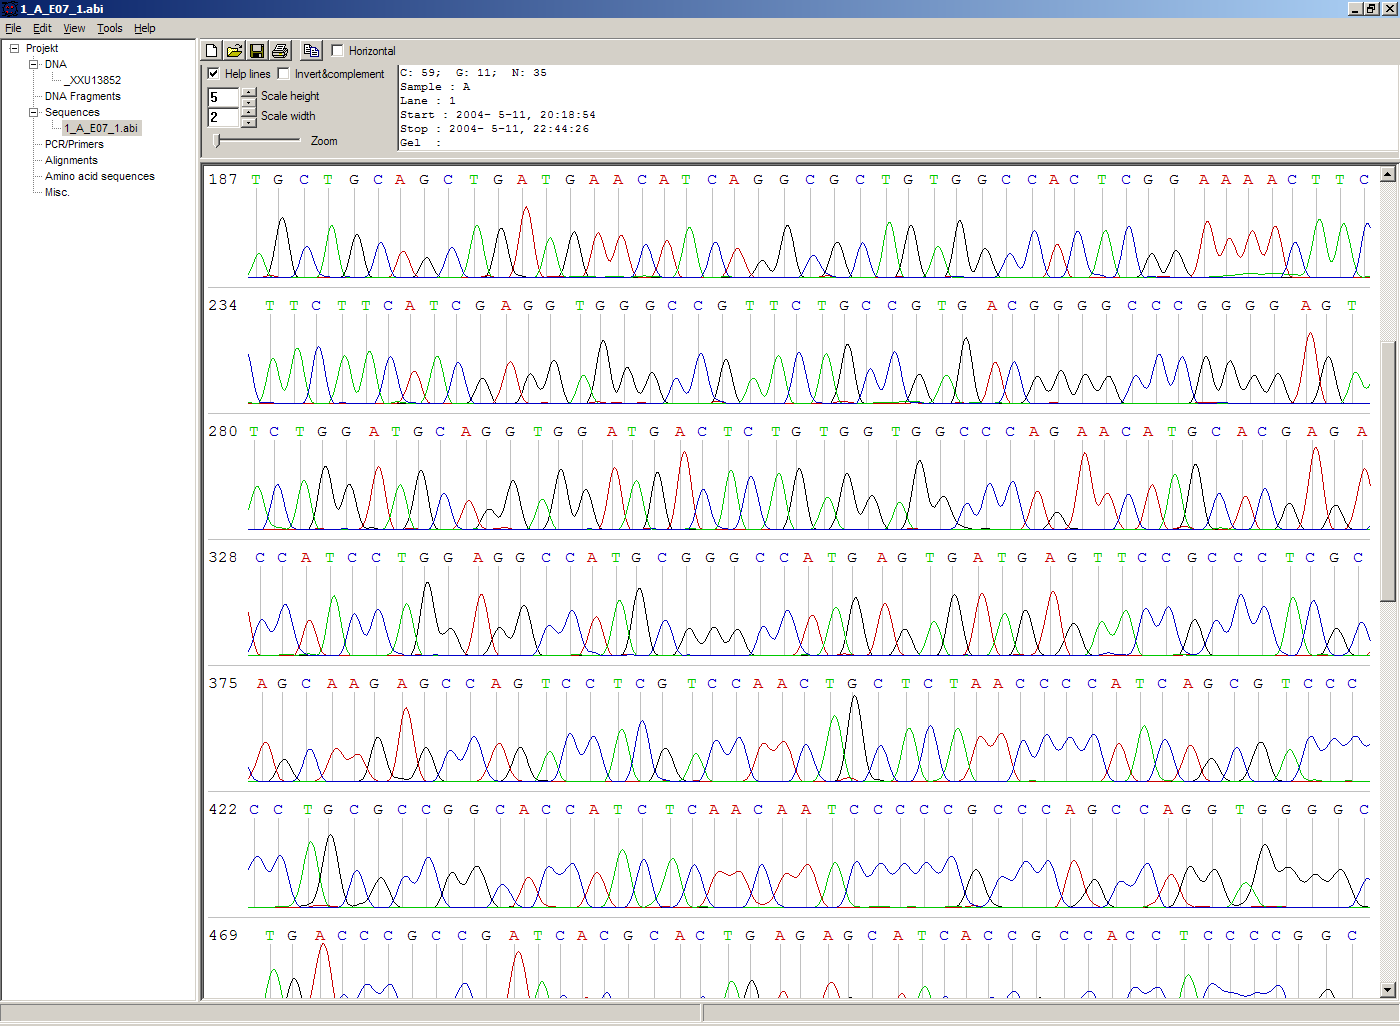 1_A_E07_1.abi
File Edit View Tools Help
Projekt
DNA
_XXU13852
DNA Fragments
Sequences
1_A_E07_1.abi
PCR/Primers
Alignments
Amino acid sequences
Misc.
Horizontal
Help lines Invert&complement
5 Scale height
2 Scale width
Zoom
C: 59; G: 11; N: 35
Sample : A
Lane : 1
Start : 2004- 5-11, 20:18:54
Stop : 2004- 5-11, 22:44:26
Gel :
187 T G C T G C A G C T G A T G A A C A T C A G G C G C T G T G G C C A C T C G G A A A A C T T C
234 T T C T T C A T C G A G G T G G G C C G T T C T G C C G T G A C G G G G C C C G G G G A G T
280 T C T G G A T G C A G G T G G A T G A C T C T G T G G T G G C C C A G A A C A T G C A C G A G A
328 C C A T C C T G G A G G C C A T G C G G G C C A T G A G T G A T G A G T T C C G C C C T C G C
375 A G C A A G A G C C A G T C C T C G T C C A A C T G C T C T A A C C C C A T C A G C G T C C C
422 C C T G C G C C G G C A C C A T C T C A A C A A T C C C C C G C C C A G C C A G G T G G G G C
469 T G A C C C G C C G A T C A C G C A C T G A G A G C A T C A C C G C C A C C T C C C C G G C